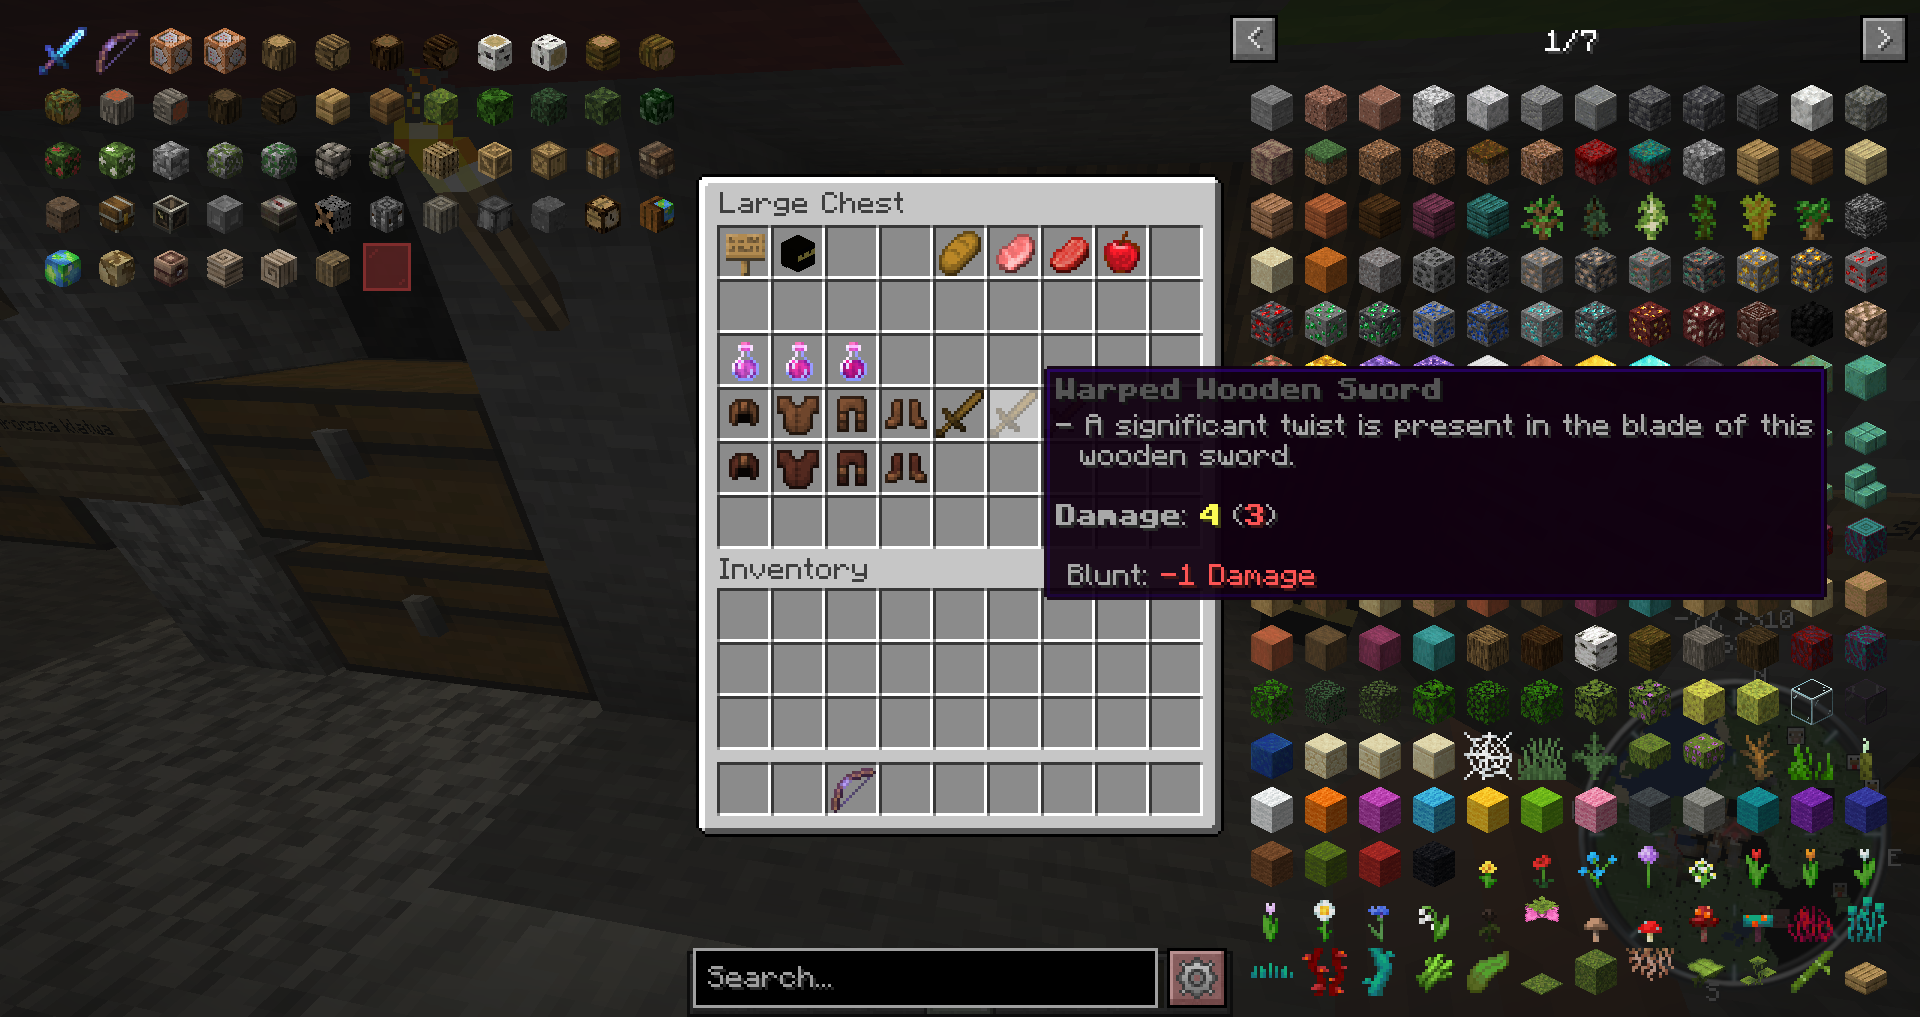 1/7
Large Chest
Warped Wooden Sword
- A significant twist is present in the blade of this
wooden sword.
Damage: 4 (3)
Blunt: -1 Damage
Inventory
klatwa
E
S
Search...